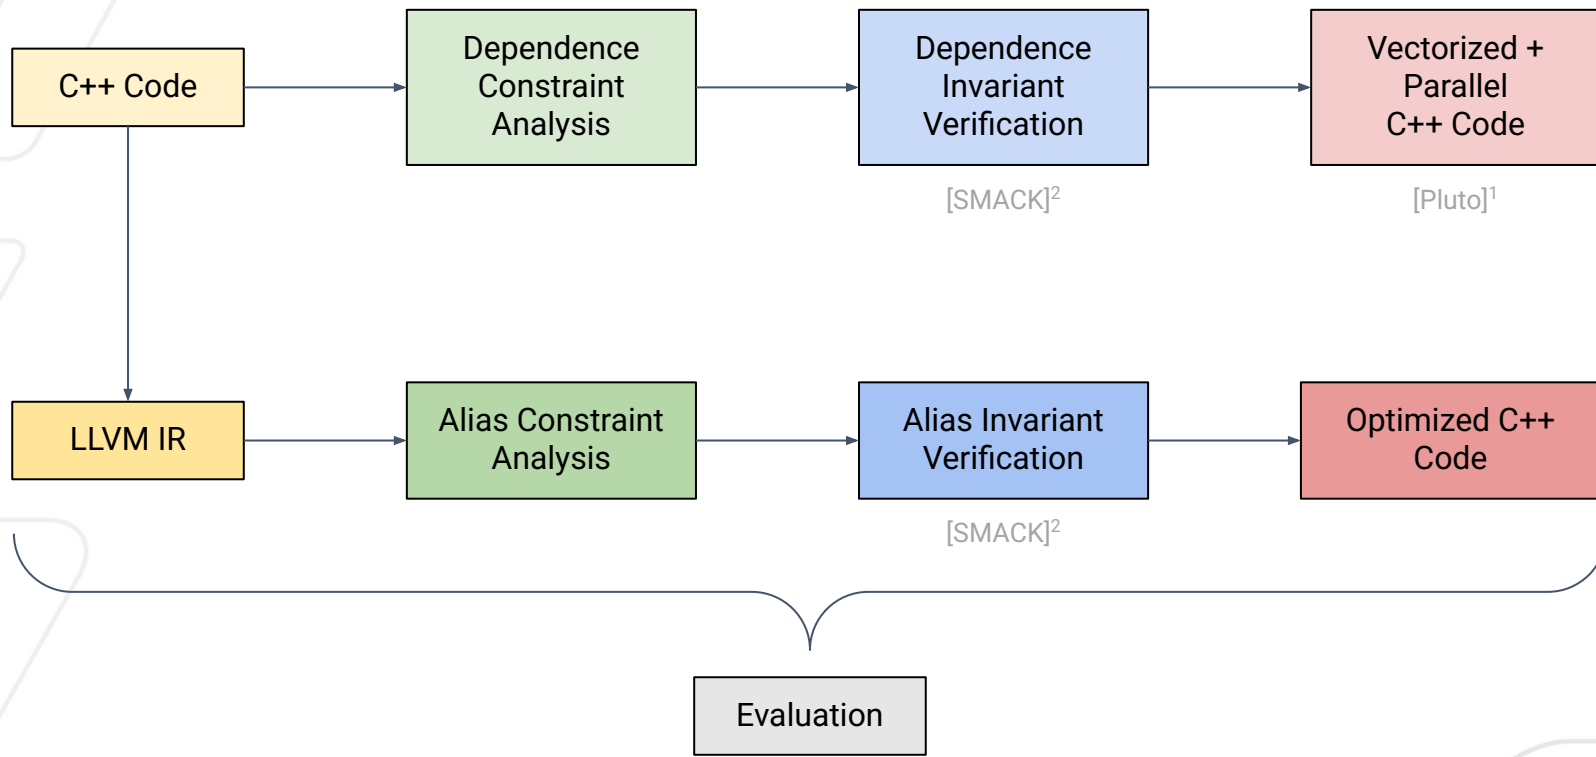 C++ Code
Dependence
Constraint
Analysis
Dependence
Invariant
Verification
[SMACK]²
Vectorized +
Parallel
C++ Code
[Pluto]¹
LLVM IR
Alias Constraint
Analysis
Alias Invariant
Verification
[SMACK]²
Optimized C++
Code
Evaluation